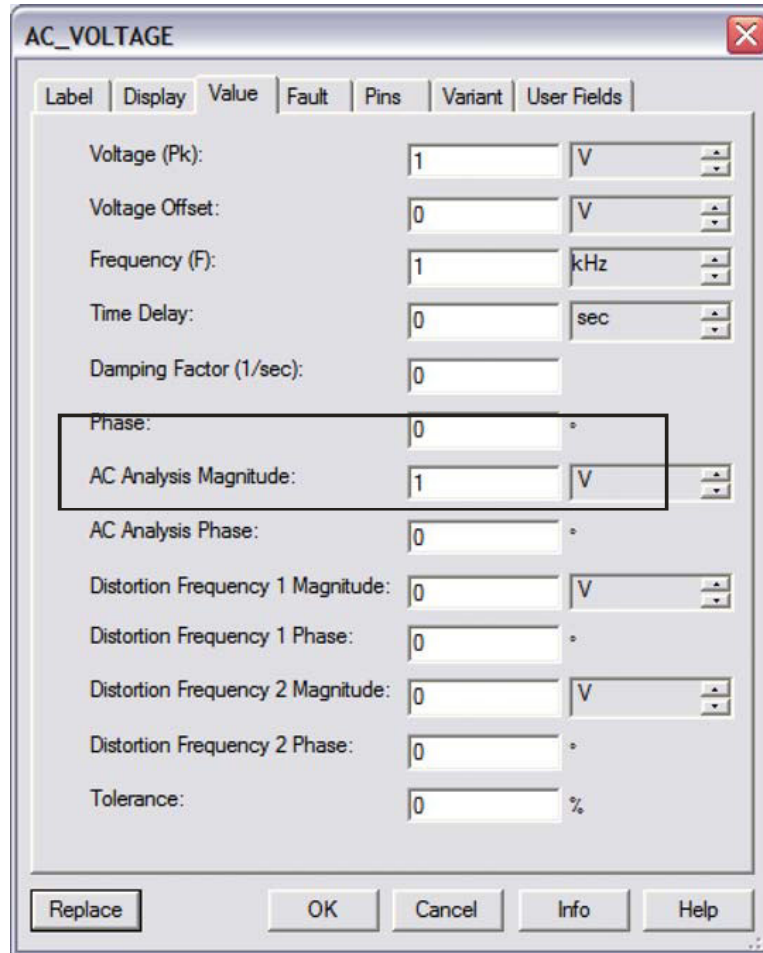 AC_VOLTAGE
Label Display Value Fault Pins Variant User Fields
Voltage (Pk): 1 V
Voltage Offset: 0 V
Frequency (F): 1 kHz
Time Delay: 0 sec
Damping Factor (1/sec): 0
Phase: 0 °
AC Analysis Magnitude: 1 V
AC Analysis Phase: 0 °
Distortion Frequency 1 Magnitude: 0 V
Distortion Frequency 1 Phase: 0 °
Distortion Frequency 2 Magnitude: 0 V
Distortion Frequency 2 Phase: 0 °
Tolerance: 0 %
Replace OK Cancel Info Help